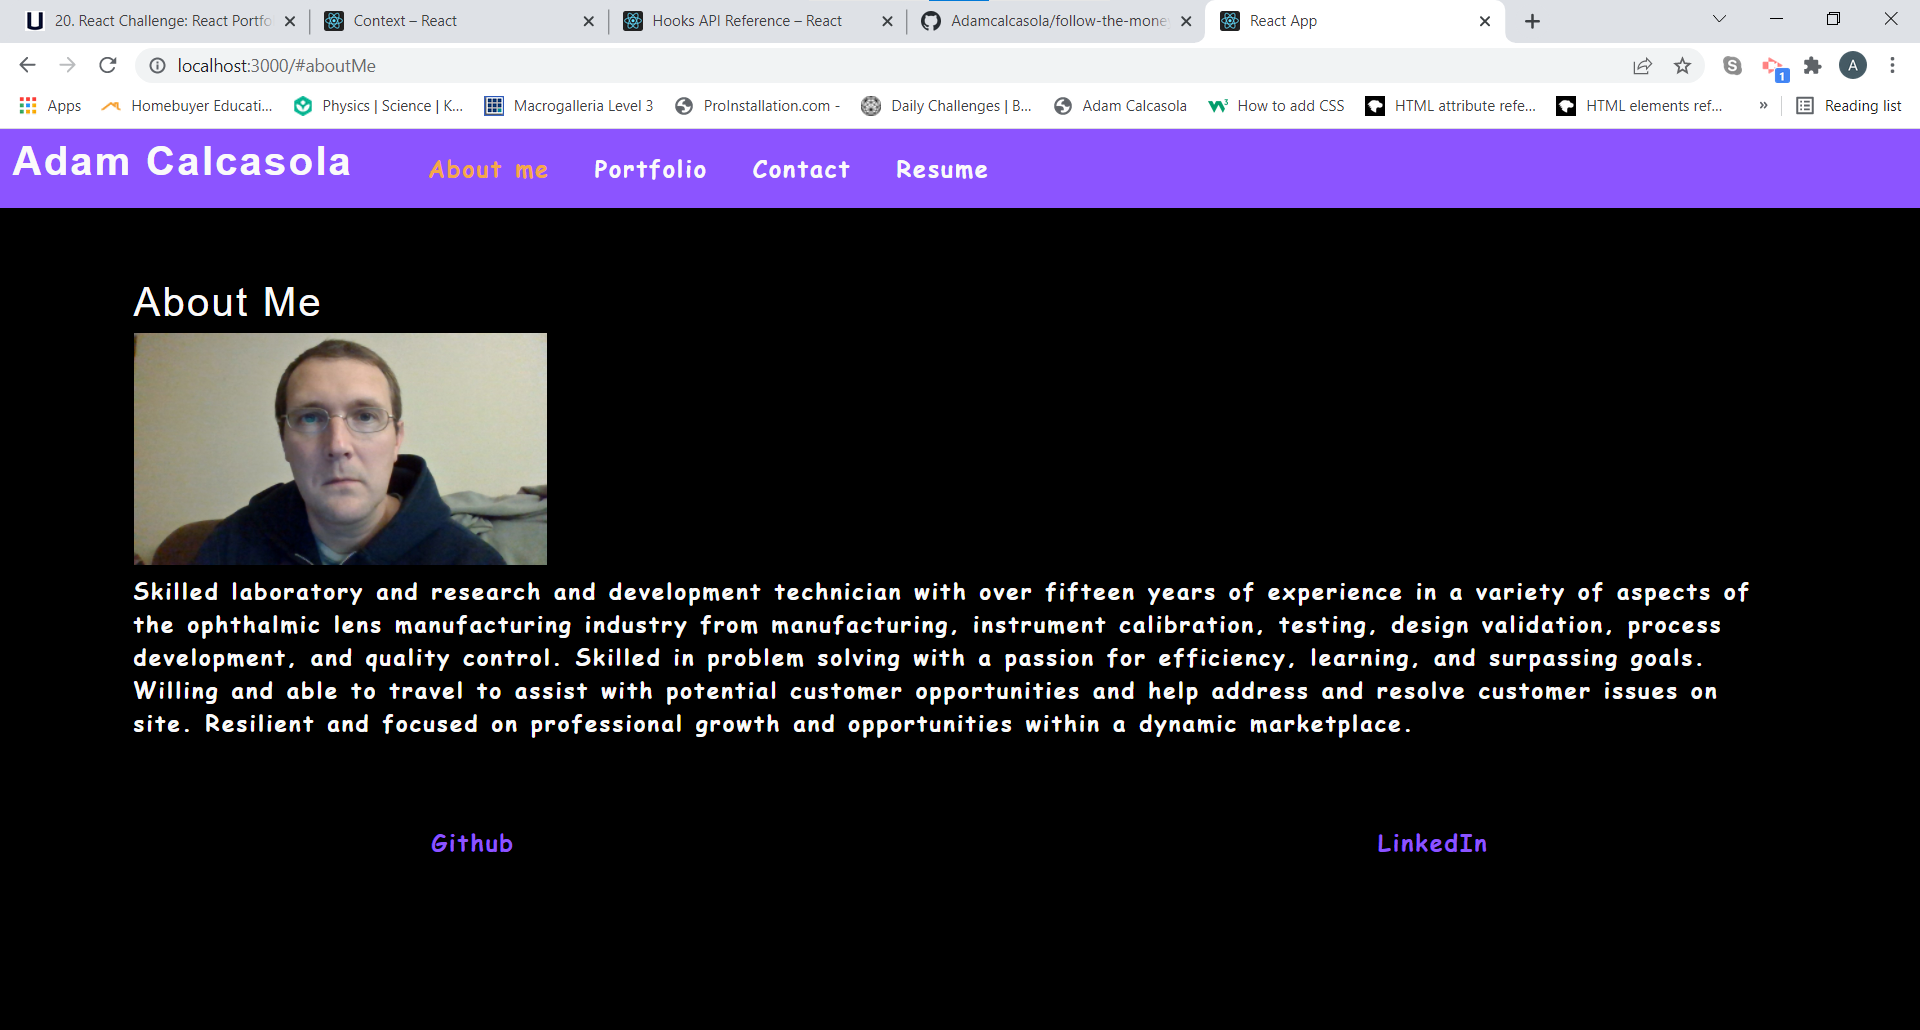 20. React Challenge: React Portfo
Context – React
Hooks API Reference – React
Adamcalcasola/follow-the-mone
React App
localhost:3000/#aboutMe
A
1
Apps
Homebuyer Educati...
Physics | Science | K...
Macrogalleria Level 3
ProInstallation.com -
Daily Challenges | B...
Adam Calcasola
How to add CSS
HTML attribute refe...
HTML elements ref...
»
Reading list
Adam Calcasola
About me
Portfolio
Contact
Resume
About Me
Skilled laboratory and research and development technician with over fifteen years of experience in a variety of aspects of
the ophthalmic lens manufacturing industry from manufacturing, instrument calibration, testing, design validation, process
development, and quality control. Skilled in problem solving with a passion for efficiency, learning, and surpassing goals.
Willing and able to travel to assist with potential customer opportunities and help address and resolve customer issues on
site. Resilient and focused on professional growth and opportunities within a dynamic marketplace.
Github
LinkedIn